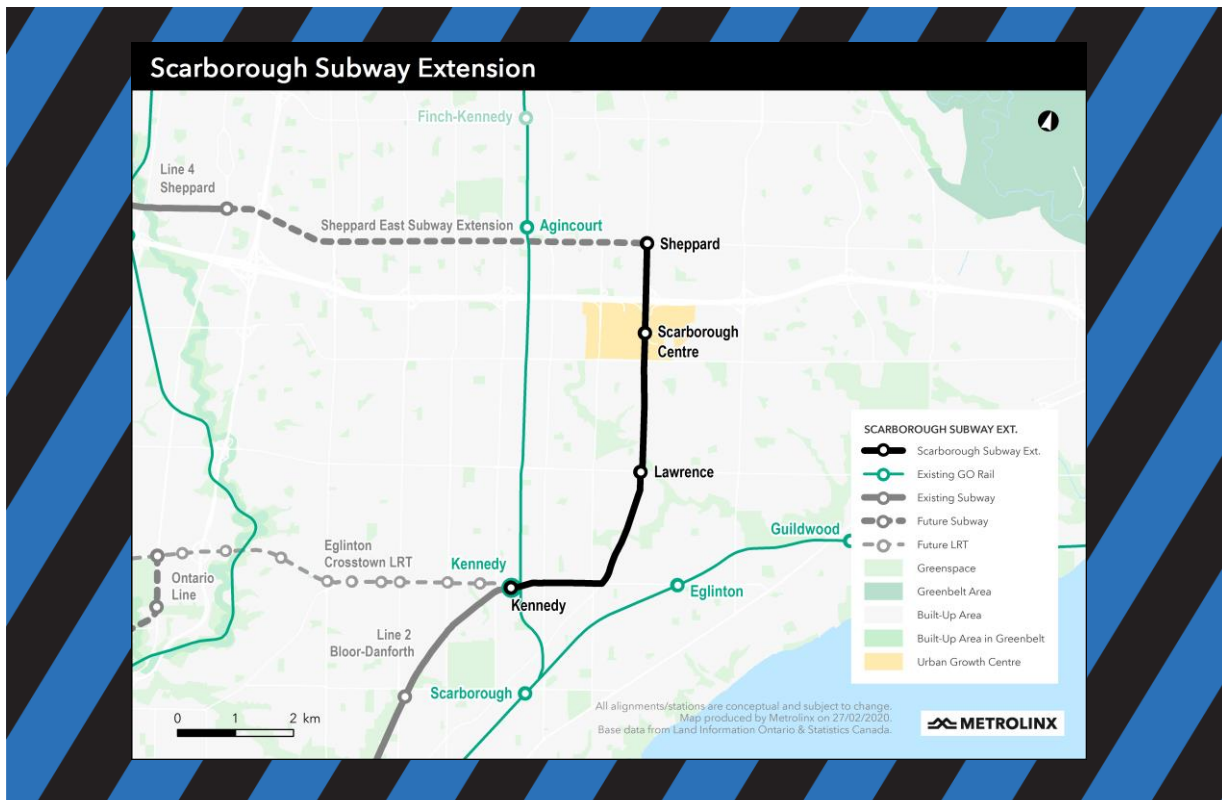 Scarborough Subway Extension
Finch-Kennedy
Line 4
Sheppard
Sheppard East Subway Extension
Agincourt
Sheppard
Scarborough
Centre
Lawrence
Guildwood
Eglinton
Crosstown LRT
Kennedy
Kennedy
Eglinton
Ontario
Line
Line 2
Bloor-Danforth
Scarborough
SCARBOROUGH SUBWAY EXT.
Scarborough Subway Ext.
Existing GO Rail
Existing Subway
Future Subway
Future LRT
Greenspace
Greenbelt Area
Built-Up Area
Built-Up Area in Greenbelt
Urban Growth Centre
0 1 2 km
All alignments/stations are conceptual and subject to change.
Map produced by Metrolinx on 27/02/2020.
Base data from Land Information Ontario & Statistics Canada.
METROLINX